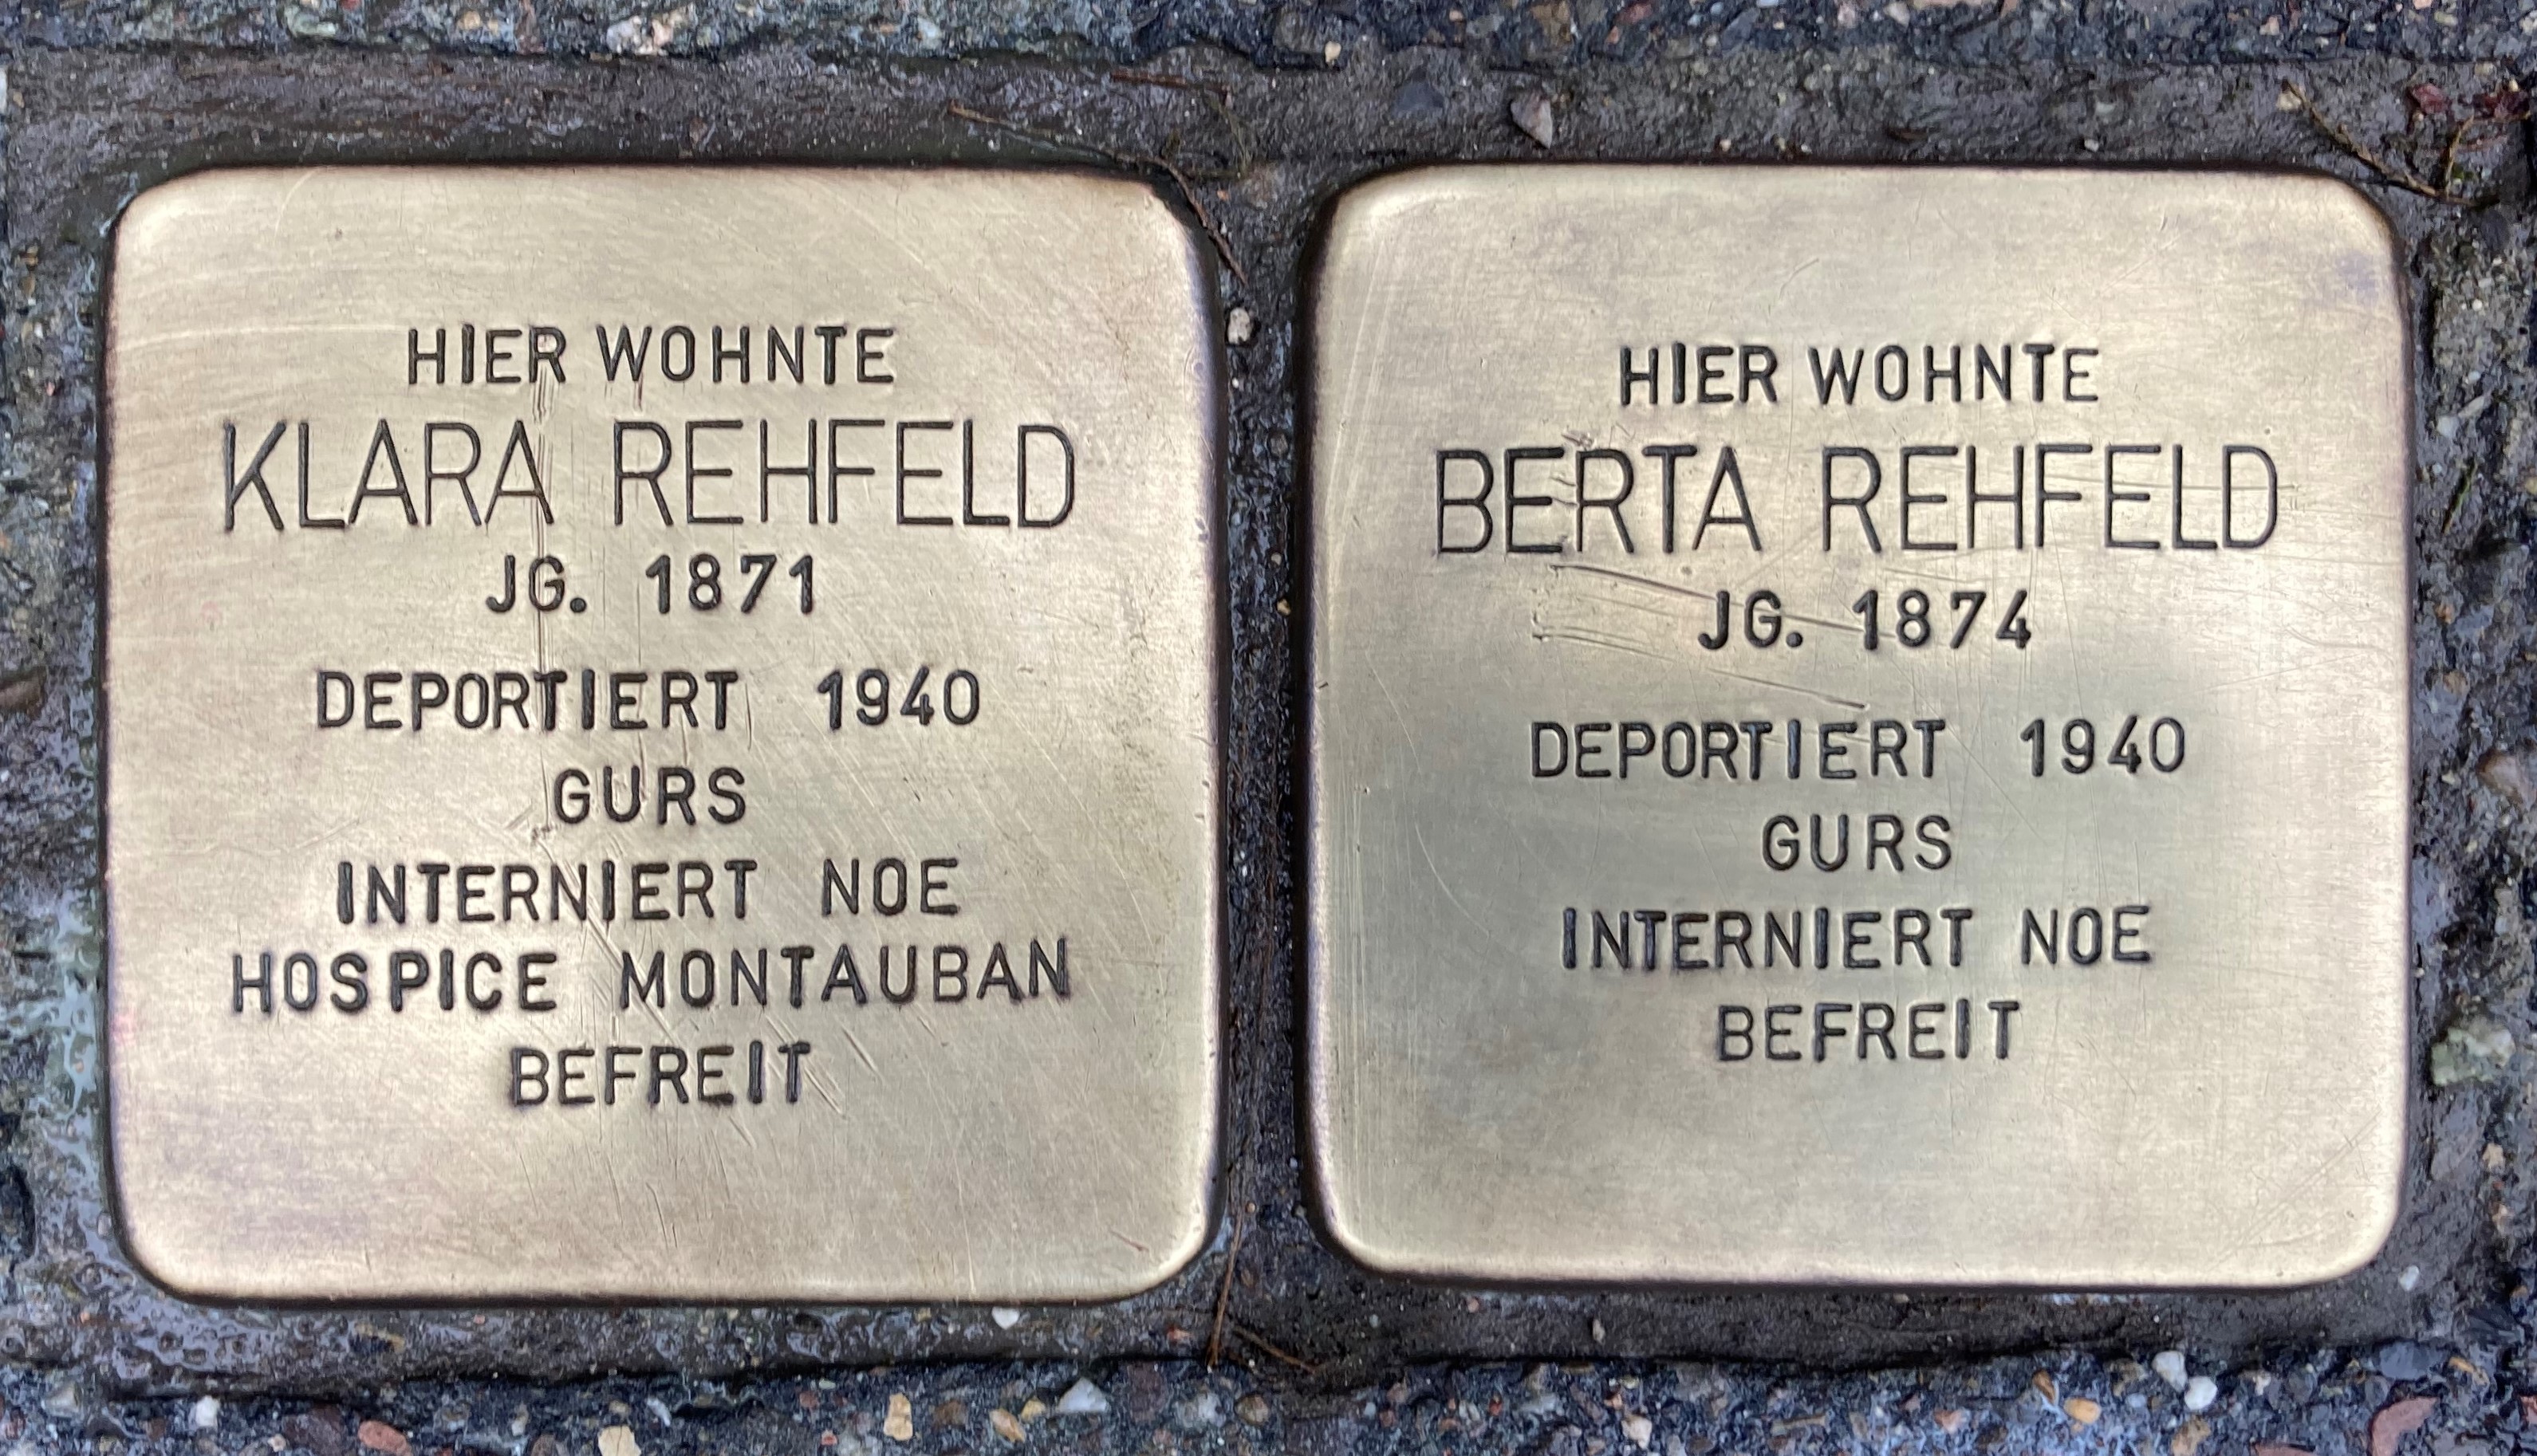 HIER WOHNTE
KLARA REHFELD
JG. 1871
DEPORTIERT 1940
GURS
INTERNIERT NOE
HOSPICE MONTAUBAN
BEFREIT
HIER WOHNTE
BERTA REHFELD
JG. 1874
DEPORTIERT 1940
GURS
INTERNIERT NOE
BEFREIT